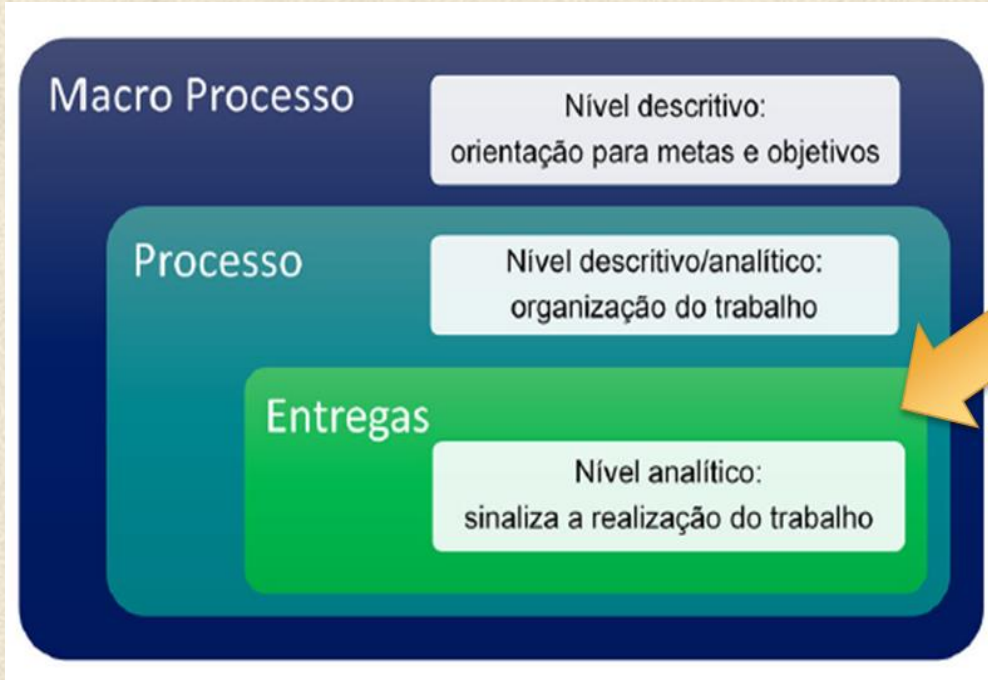 Macro Processo
Nível descritivo:
orientação para metas e objetivos
Processo
Nível descritivo/analítico:
organização do trabalho
Entregas
Nível analítico:
sinaliza a realização do trabalho